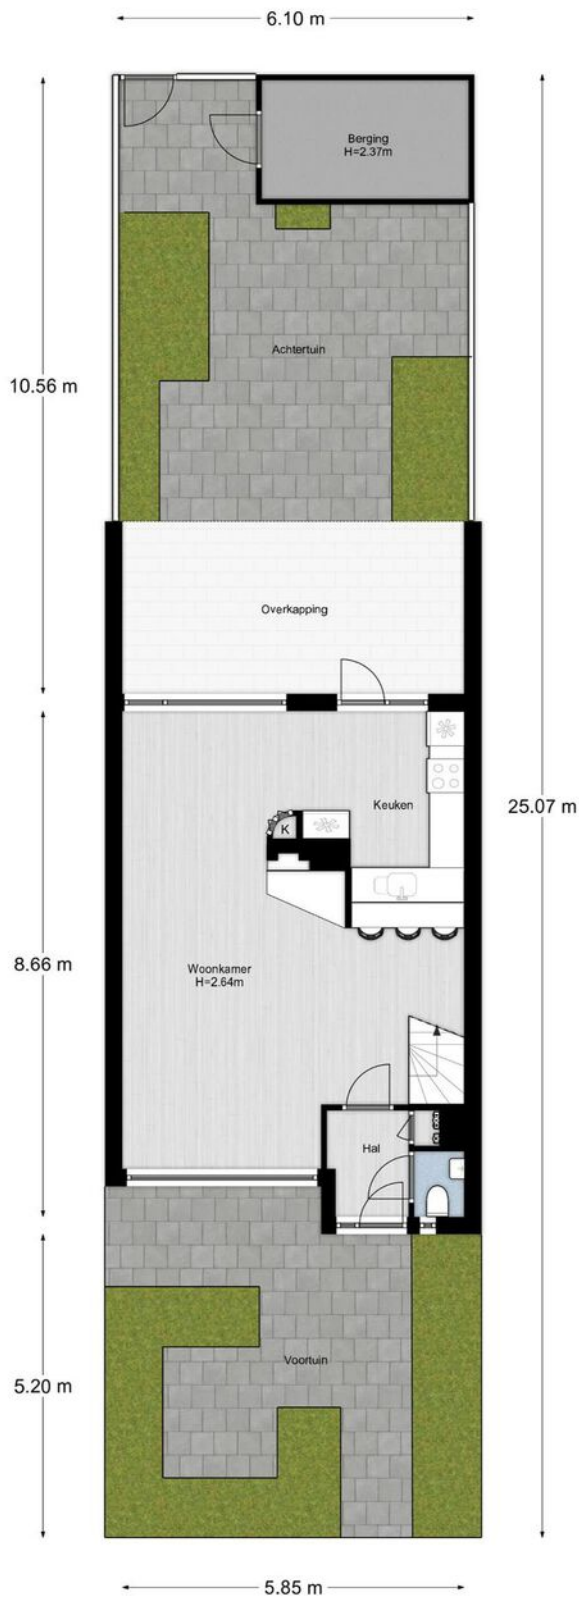 6.10 m
Berging
H=2.37m
Achtertuin
10.56 m
Overkapping
25.07 m
Keuken
K
8.66 m
Woonkamer
H=2.64m
Hal
Voortuin
5.20 m
5.85 m